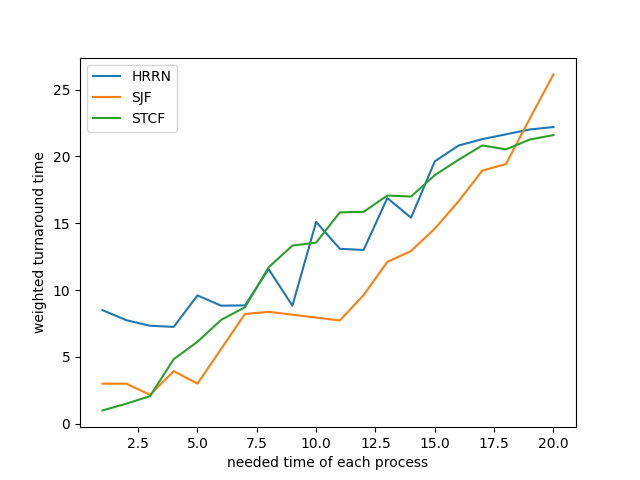 HRRN
SJF
STCF
25
20
15
10
5
0
weighted turnaround time
2.5 5.0 7.5 10.0 12.5 15.0 17.5 20.0
needed time of each process